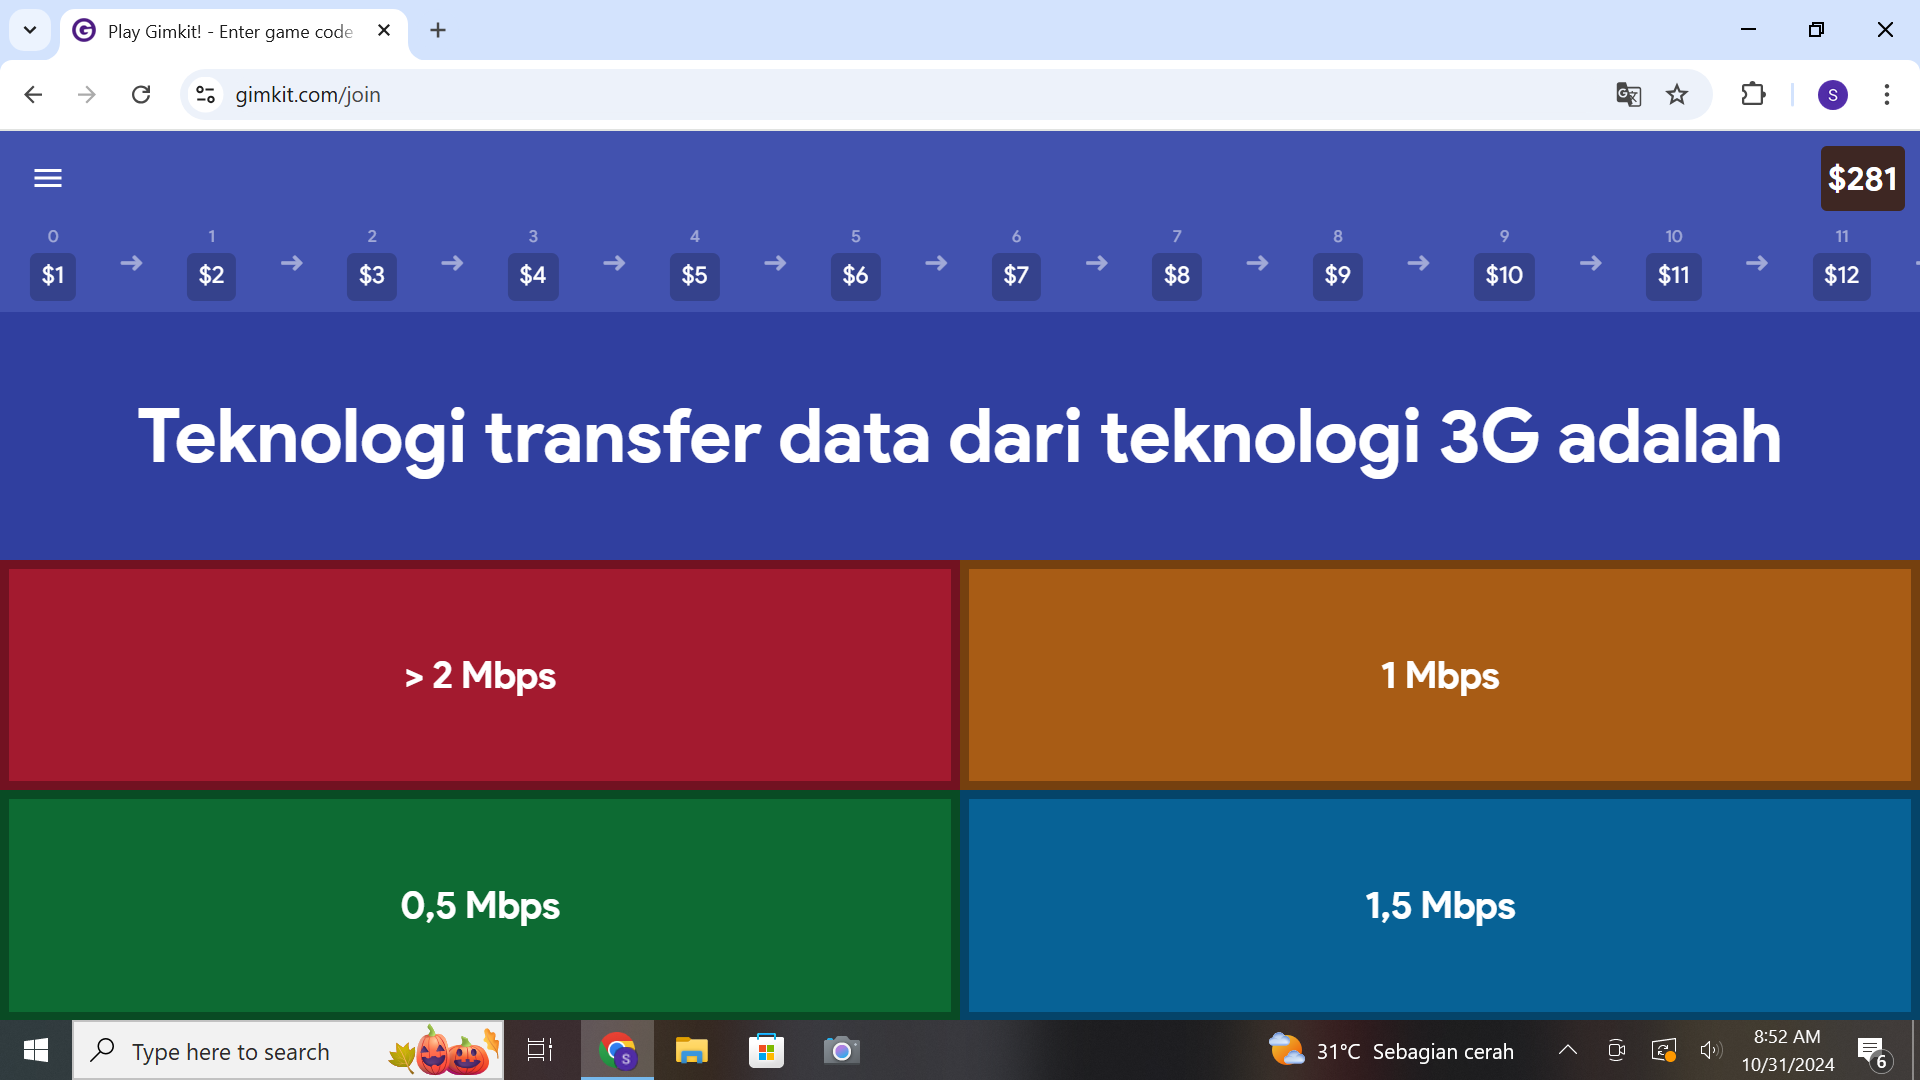 Play Gimkit! - Enter game code
gimkit.com/join
S
$281
0 1 2 3 4 5 6 7 8 9 10 11
$1 → $2 → $3 → $4 → $5 → $6 → $7 → $8 → $9 → $10 → $11 → $12
Teknologi transfer data dari teknologi 3G adalah
> 2 Mbps
1 Mbps
0,5 Mbps
1,5 Mbps
Type here to search
S
31°C Sebagian cerah
8:52 AM
10/31/2024
6